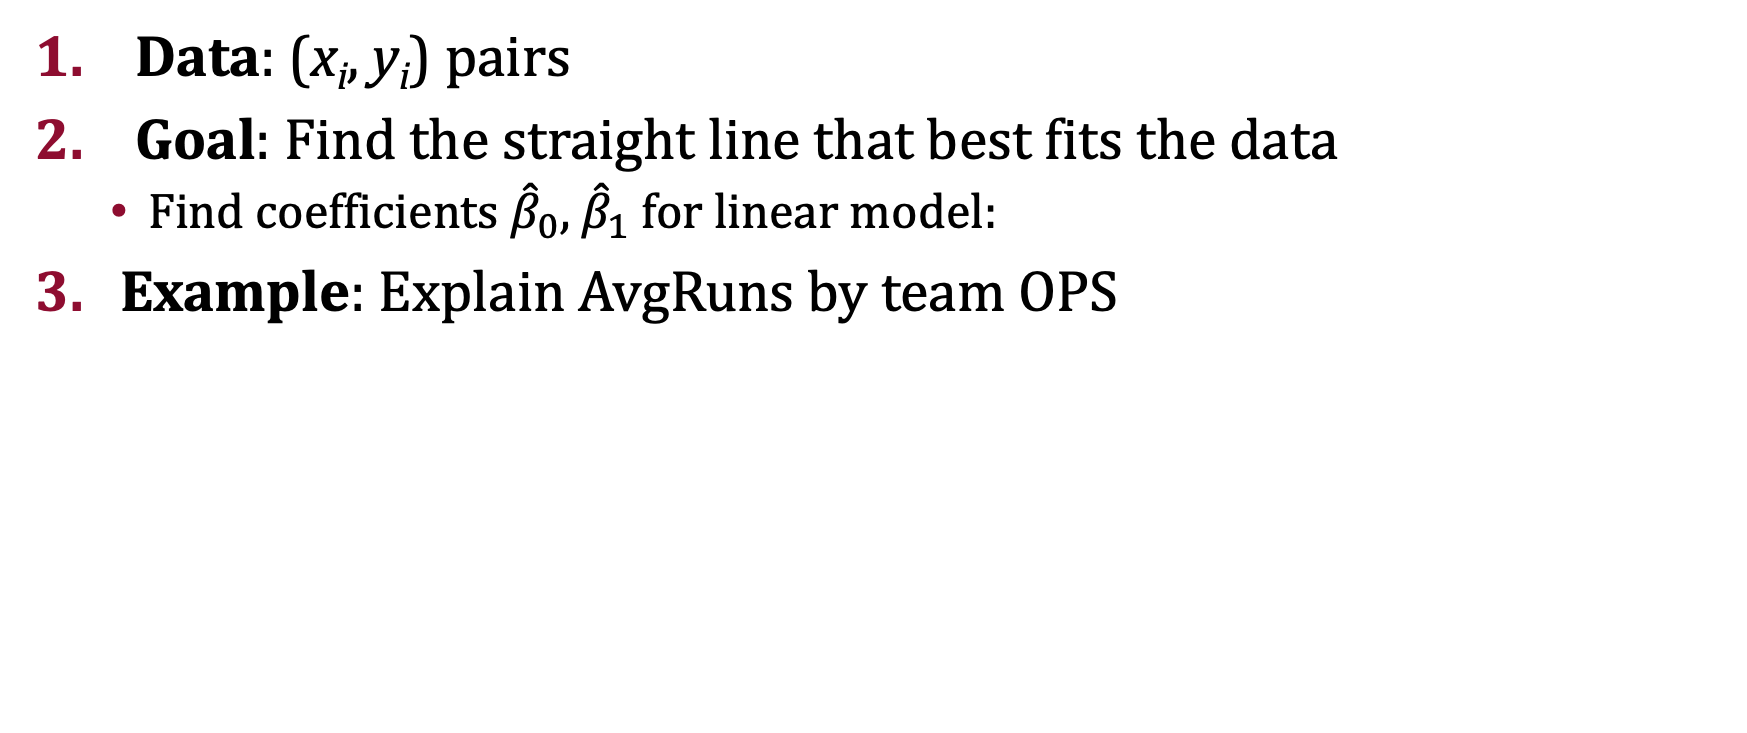 1. Data: (xᵢ, yᵢ) pairs
2. Goal: Find the straight line that best fits the data
• Find coefficients β̂₀, β̂₁ for linear model:
3. Example: Explain AvgRuns by team OPS